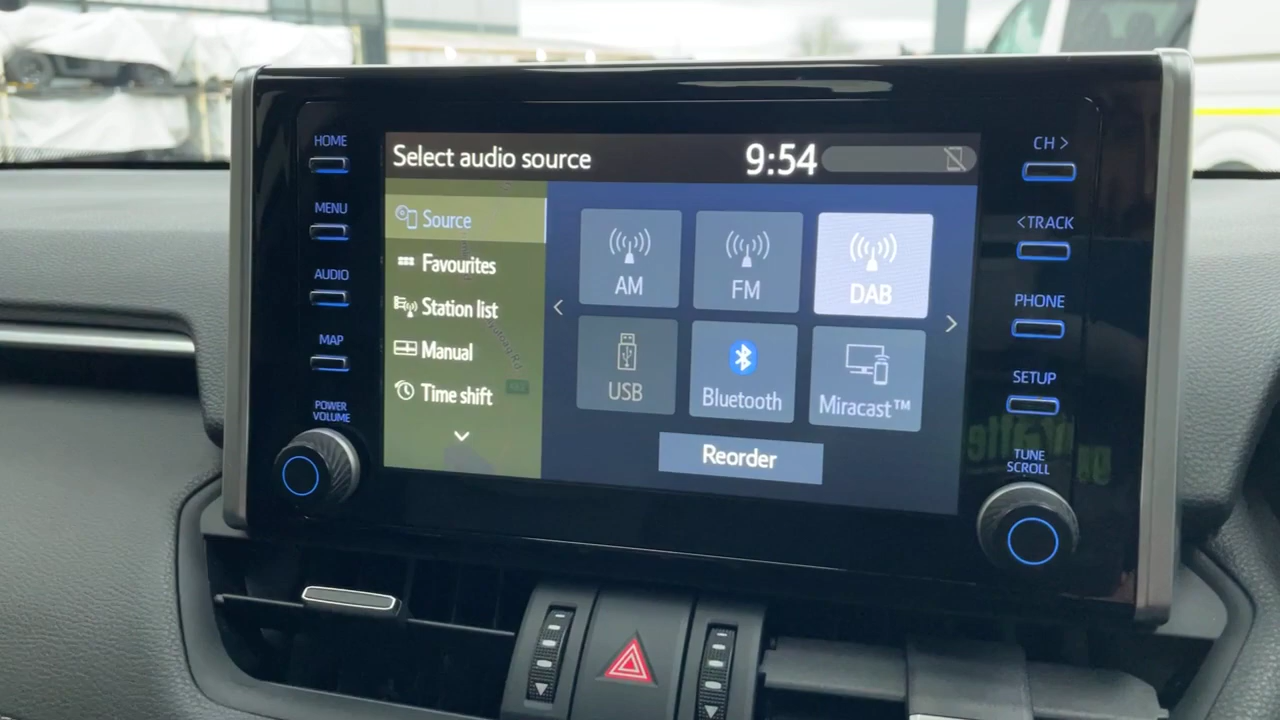 HOME
MENU
AUDIO
MAP
POWER
VOLUME
Select audio source
9:54
Source
Favourites
Station list
Manual
Time shift
AM
FM
DAB
USB
Bluetooth
Miracast™
Reorder
CH >
< TRACK
PHONE
SETUP
TUNE
SCROLL